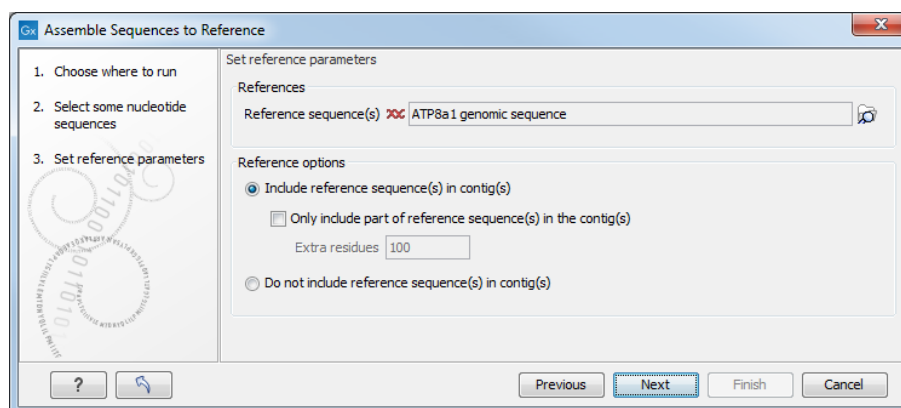 Gx Assemble Sequences to Reference
1. Choose where to run
2. Select some nucleotide
sequences
3. Set reference parameters
Set reference parameters
References
Reference sequence(s) ATP8a1 genomic sequence
Reference options
Include reference sequence(s) in contig(s)
Only include part of reference sequence(s) in the contig(s)
Extra residues 100
Do not include reference sequence(s) in contig(s)
? Previous Next Finish Cancel